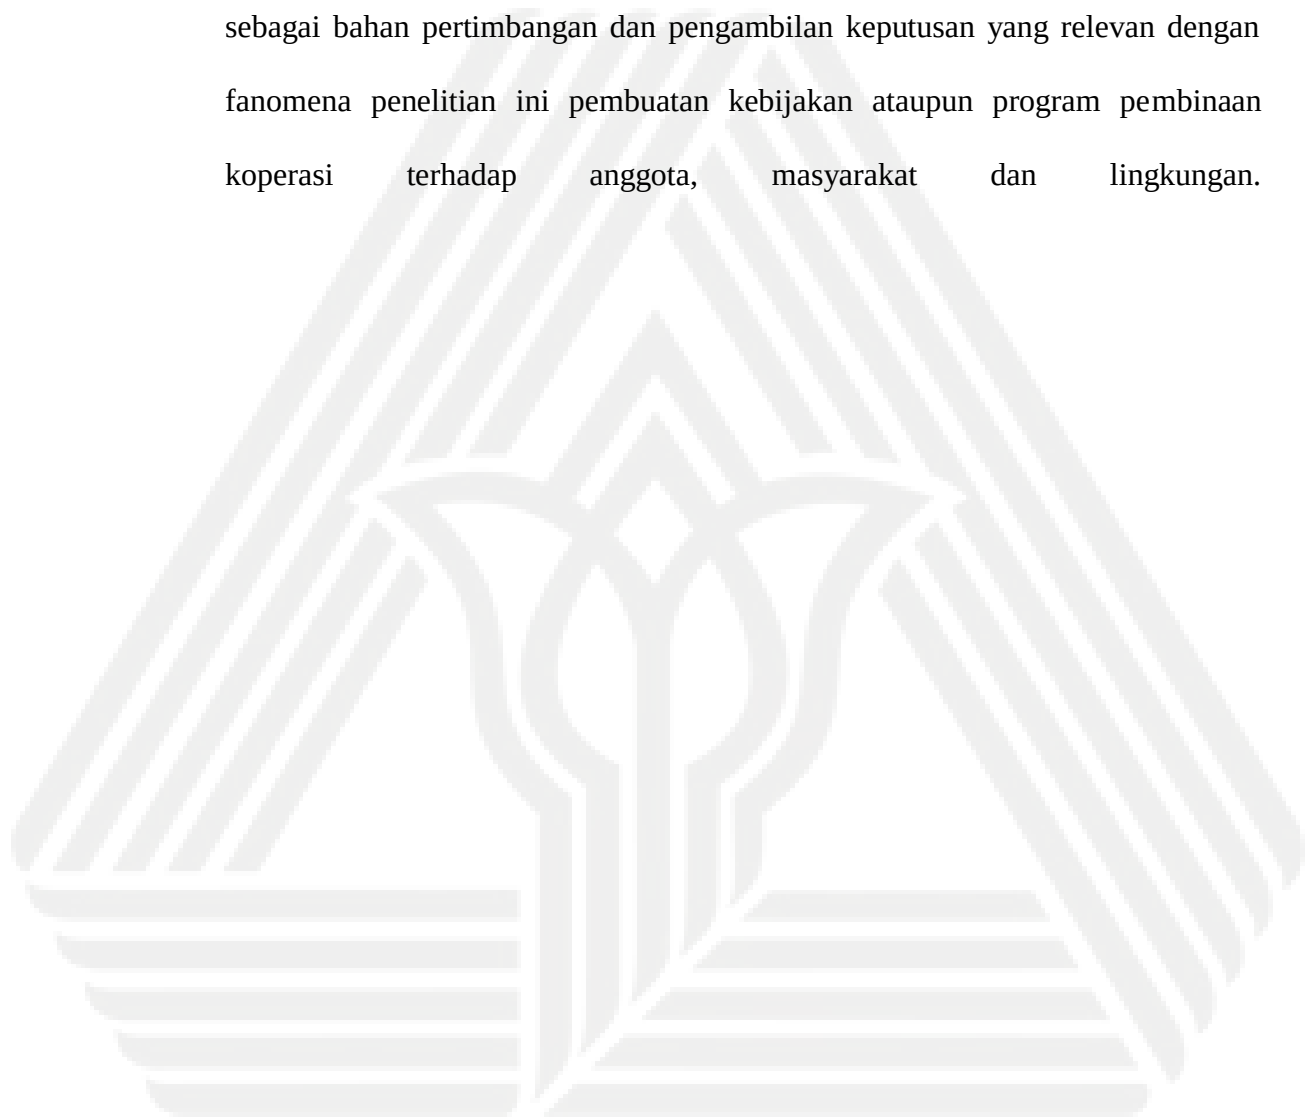 sebagai bahan pertimbangan dan pengambilan keputusan yang relevan dengan
fanomena penelitian ini pembuatan kebijakan ataupun program pembinaan
koperasi terhadap anggota, masyarakat dan lingkungan.